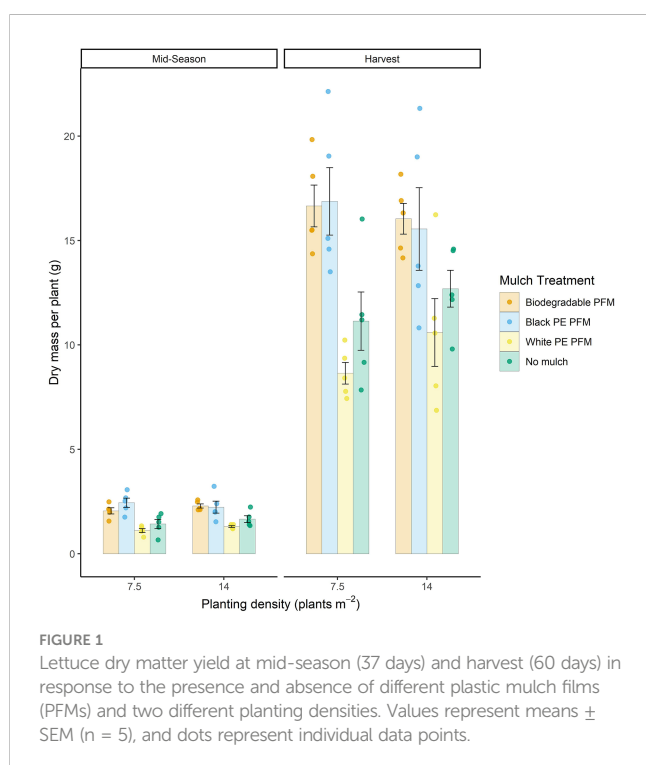 Mid-Season
Harvest
20
15
10
5
0
Dry mass per plant (g)
7.5
14
7.5
14
Planting density (plants m⁻²)
Mulch Treatment
Biodegradable PFM
Black PE PFM
White PE PFM
No mulch
FIGURE 1
Lettuce dry matter yield at mid-season (37 days) and harvest (60 days) in
response to the presence and absence of different plastic mulch films
(PFMs) and two different planting densities. Values represent means ±
SEM (n = 5), and dots represent individual data points.